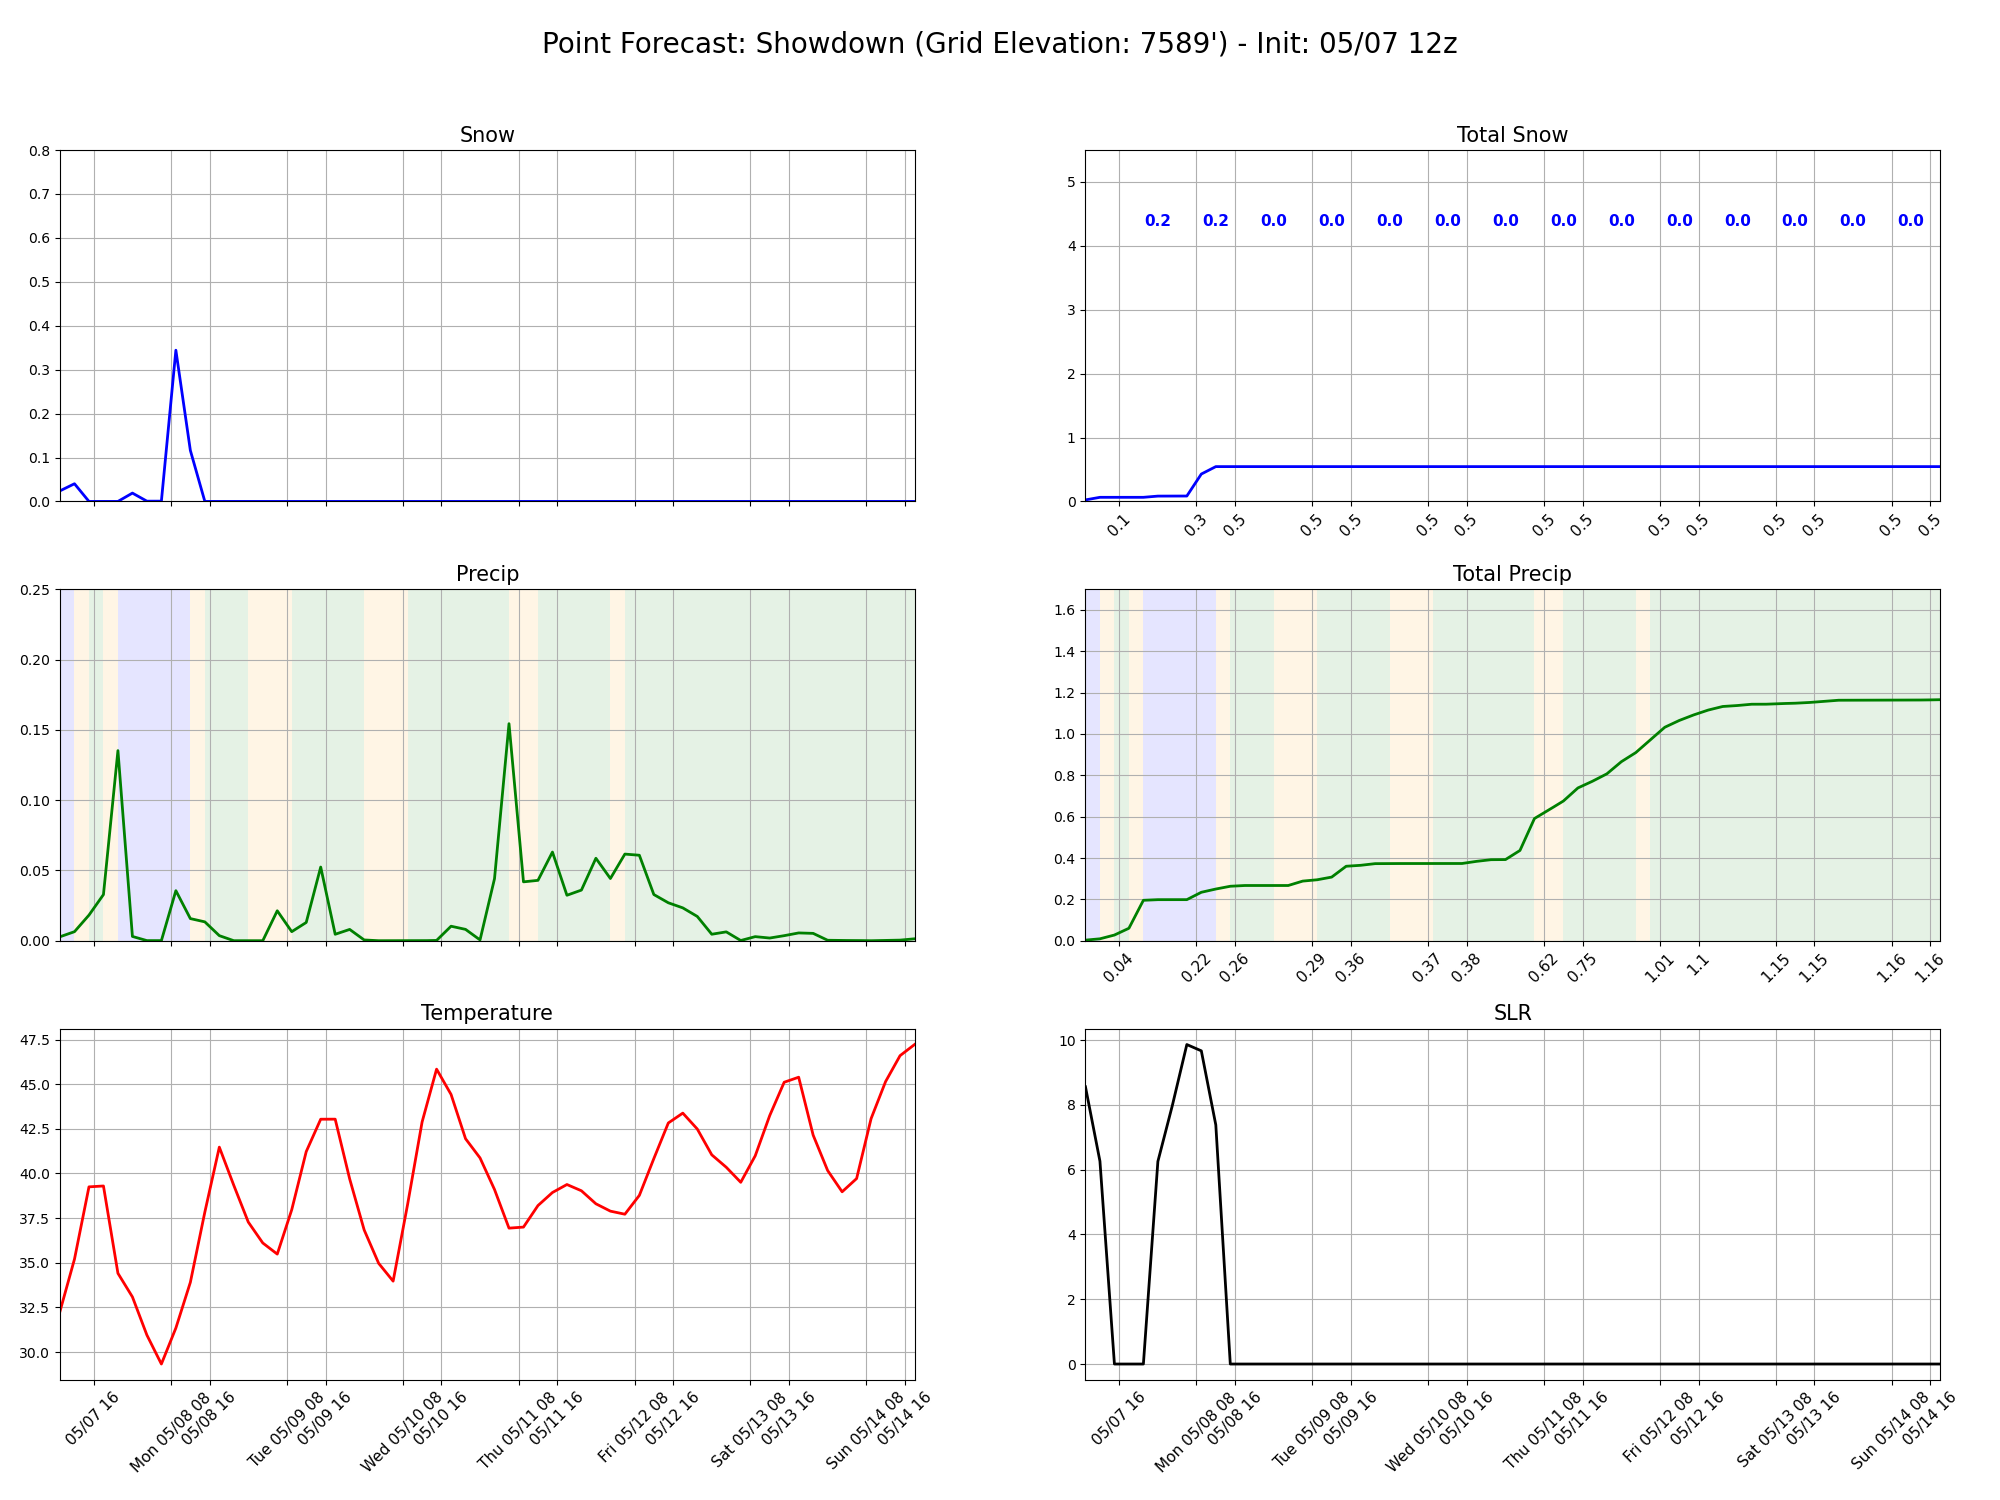 Point Forecast: Showdown (Grid Elevation: 7589') - Init: 05/07 12z
Snow
0.8
0.7
0.6
0.5
0.4
0.3
0.2
0.1
0.0
Total Snow
5
4
3
2
1
0
0.2 0.2 0.0 0.0 0.0 0.0 0.0 0.0 0.0 0.0 0.0 0.0 0.0 0.0
0.1 0.3 0.5 0.5 0.5 0.5 0.5 0.5 0.5 0.5 0.5 0.5 0.5 0.5 0.5
Precip
0.25
0.20
0.15
0.10
0.05
0.00
Total Precip
1.6
1.4
1.2
1.0
0.8
0.6
0.4
0.2
0.0
0.04 0.22 0.26 0.29 0.36 0.37 0.38 0.62 0.75 1.01 1.1 1.15 1.15 1.16 1.16
Temperature
47.5
45.0
42.5
40.0
37.5
35.0
32.5
30.0
05/07 16
Mon 05/08 08
05/08 16
Tue 05/09 08
05/09 16
Wed 05/10 08
05/10 16
Thu 05/11 08
05/11 16
Fri 05/12 08
05/12 16
Sat 05/13 08
05/13 16
Sun 05/14 08
05/14 16
SLR
10
8
6
4
2
0
05/07 16
Mon 05/08 08
05/08 16
Tue 05/09 08
05/09 16
Wed 05/10 08
05/10 16
Thu 05/11 08
05/11 16
Fri 05/12 08
05/12 16
Sat 05/13 08
05/13 16
Sun 05/14 08
05/14 16